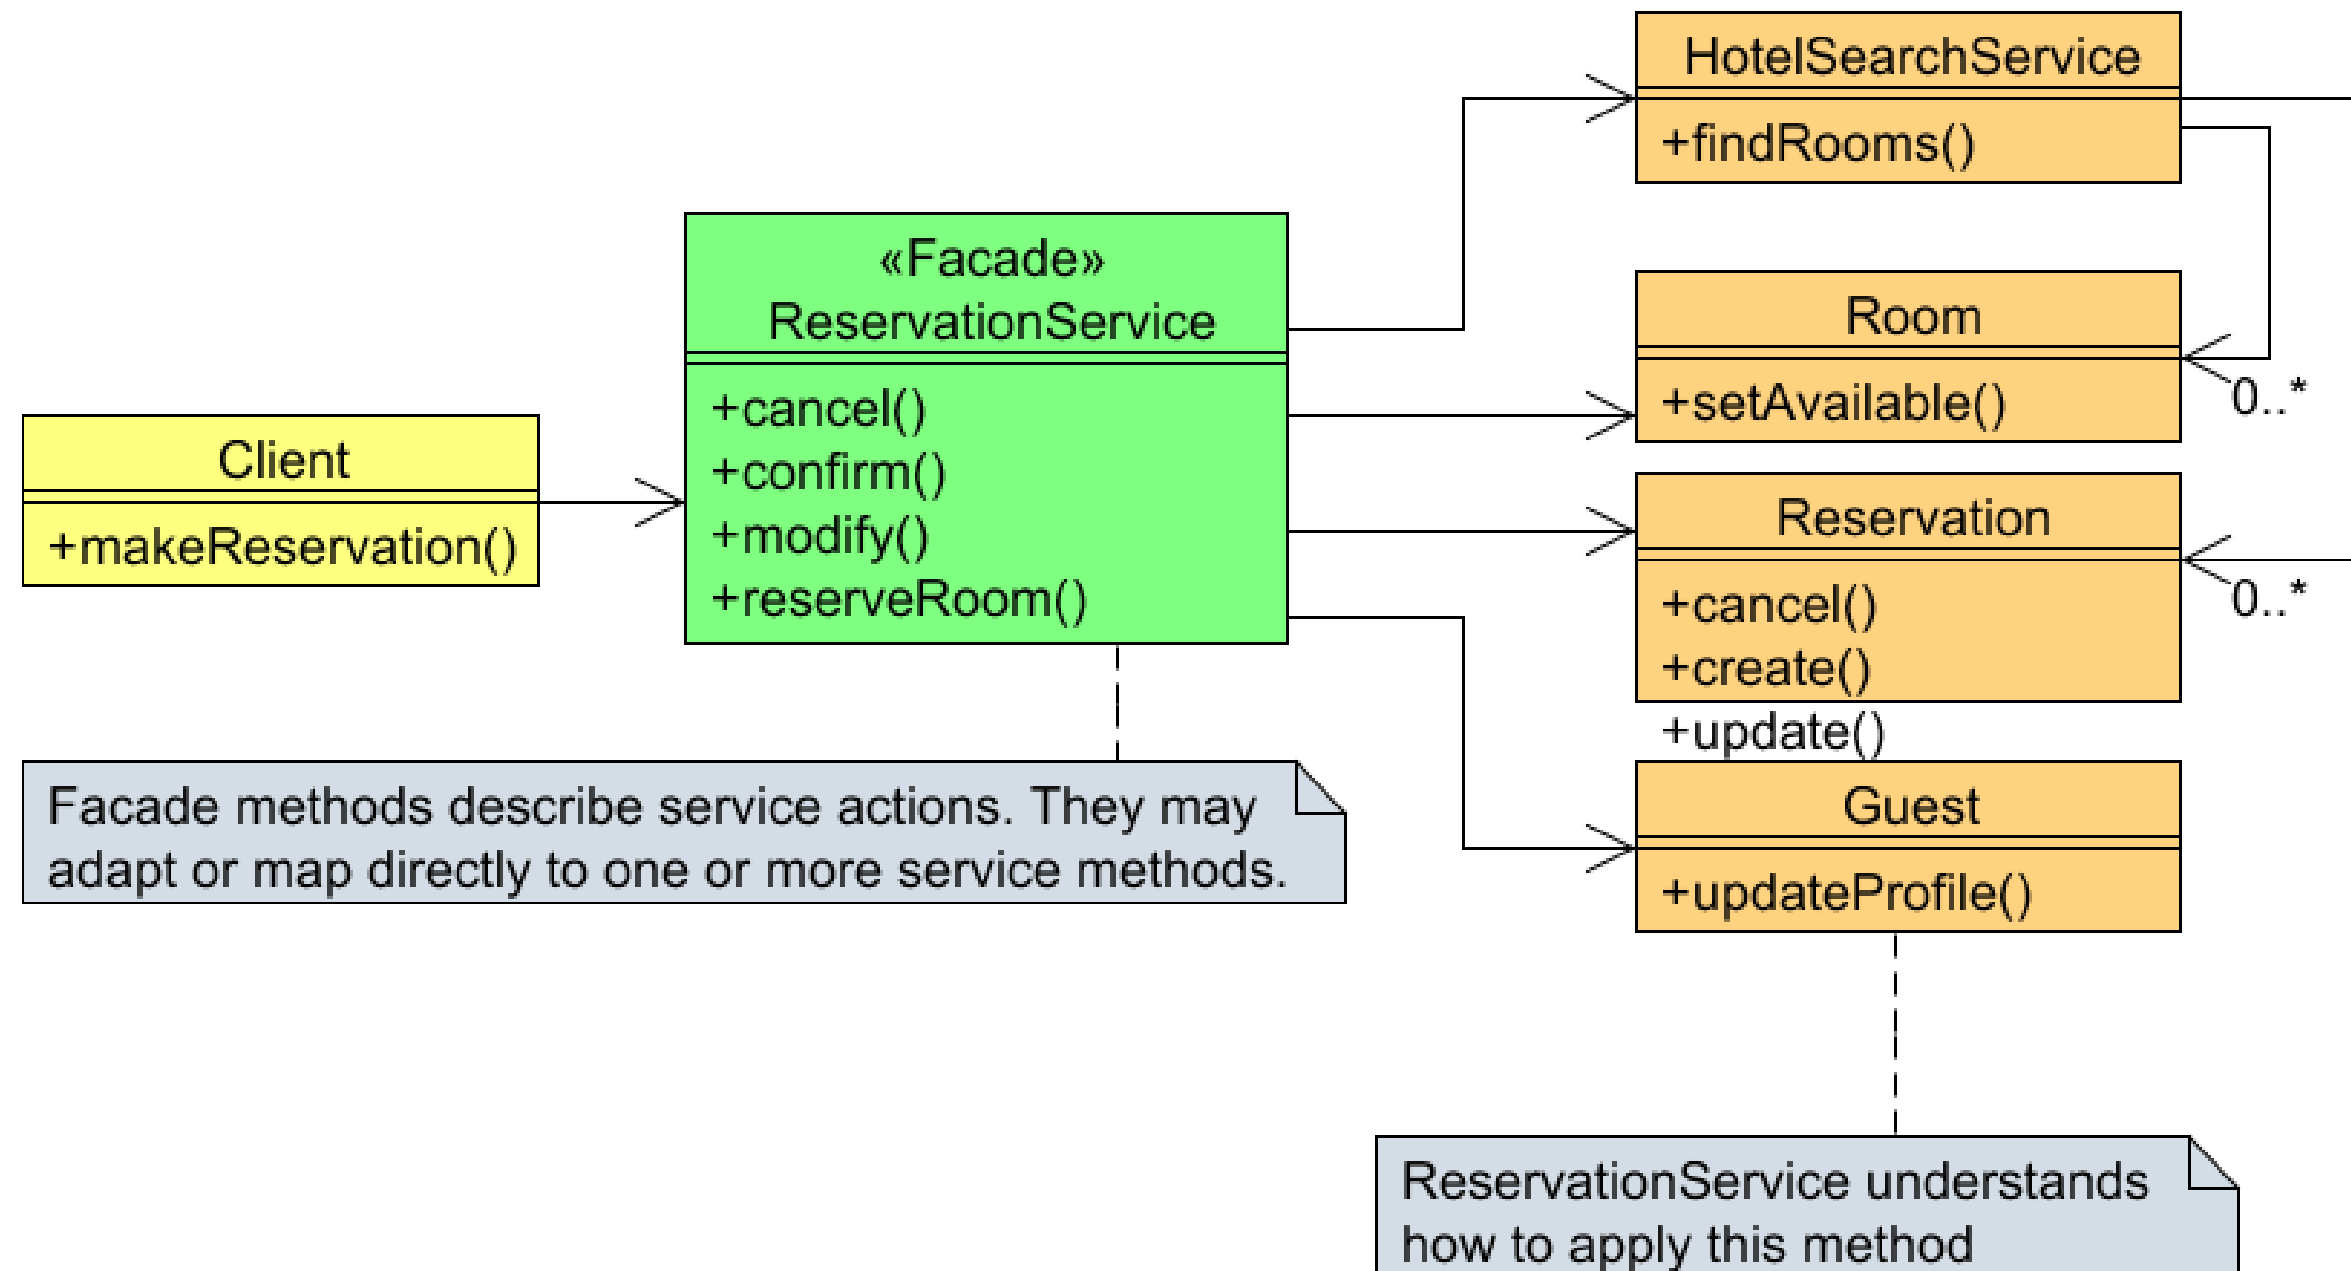 HotelSearchService
+findRooms()
«Facade»
ReservationService
+cancel()
+confirm()
+modify()
+reserveRoom()
Client
+makeReservation()
Room
+setAvailable()
0..*
Reservation
+cancel()
+create()
+update()
0..*
Guest
+updateProfile()
Facade methods describe service actions. They may
adapt or map directly to one or more service methods.
ReservationService understands
how to apply this method